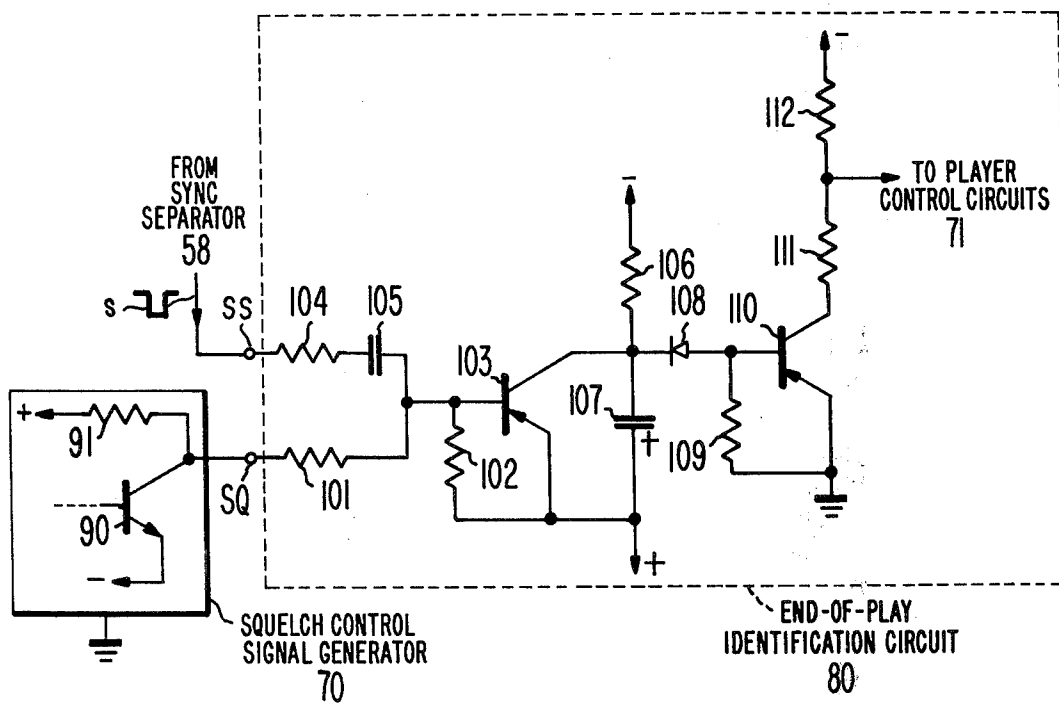 112
FROM
SYNC
SEPARATOR
58
TO PLAYER
CONTROL CIRCUITS
71
111
106
S
SS
104
105
108
110
103
107
+
109
+
91
SQ
101
102
90
-
+
END-OF-PLAY
IDENTIFICATION CIRCUIT
80
SQUELCH CONTROL
SIGNAL GENERATOR
70